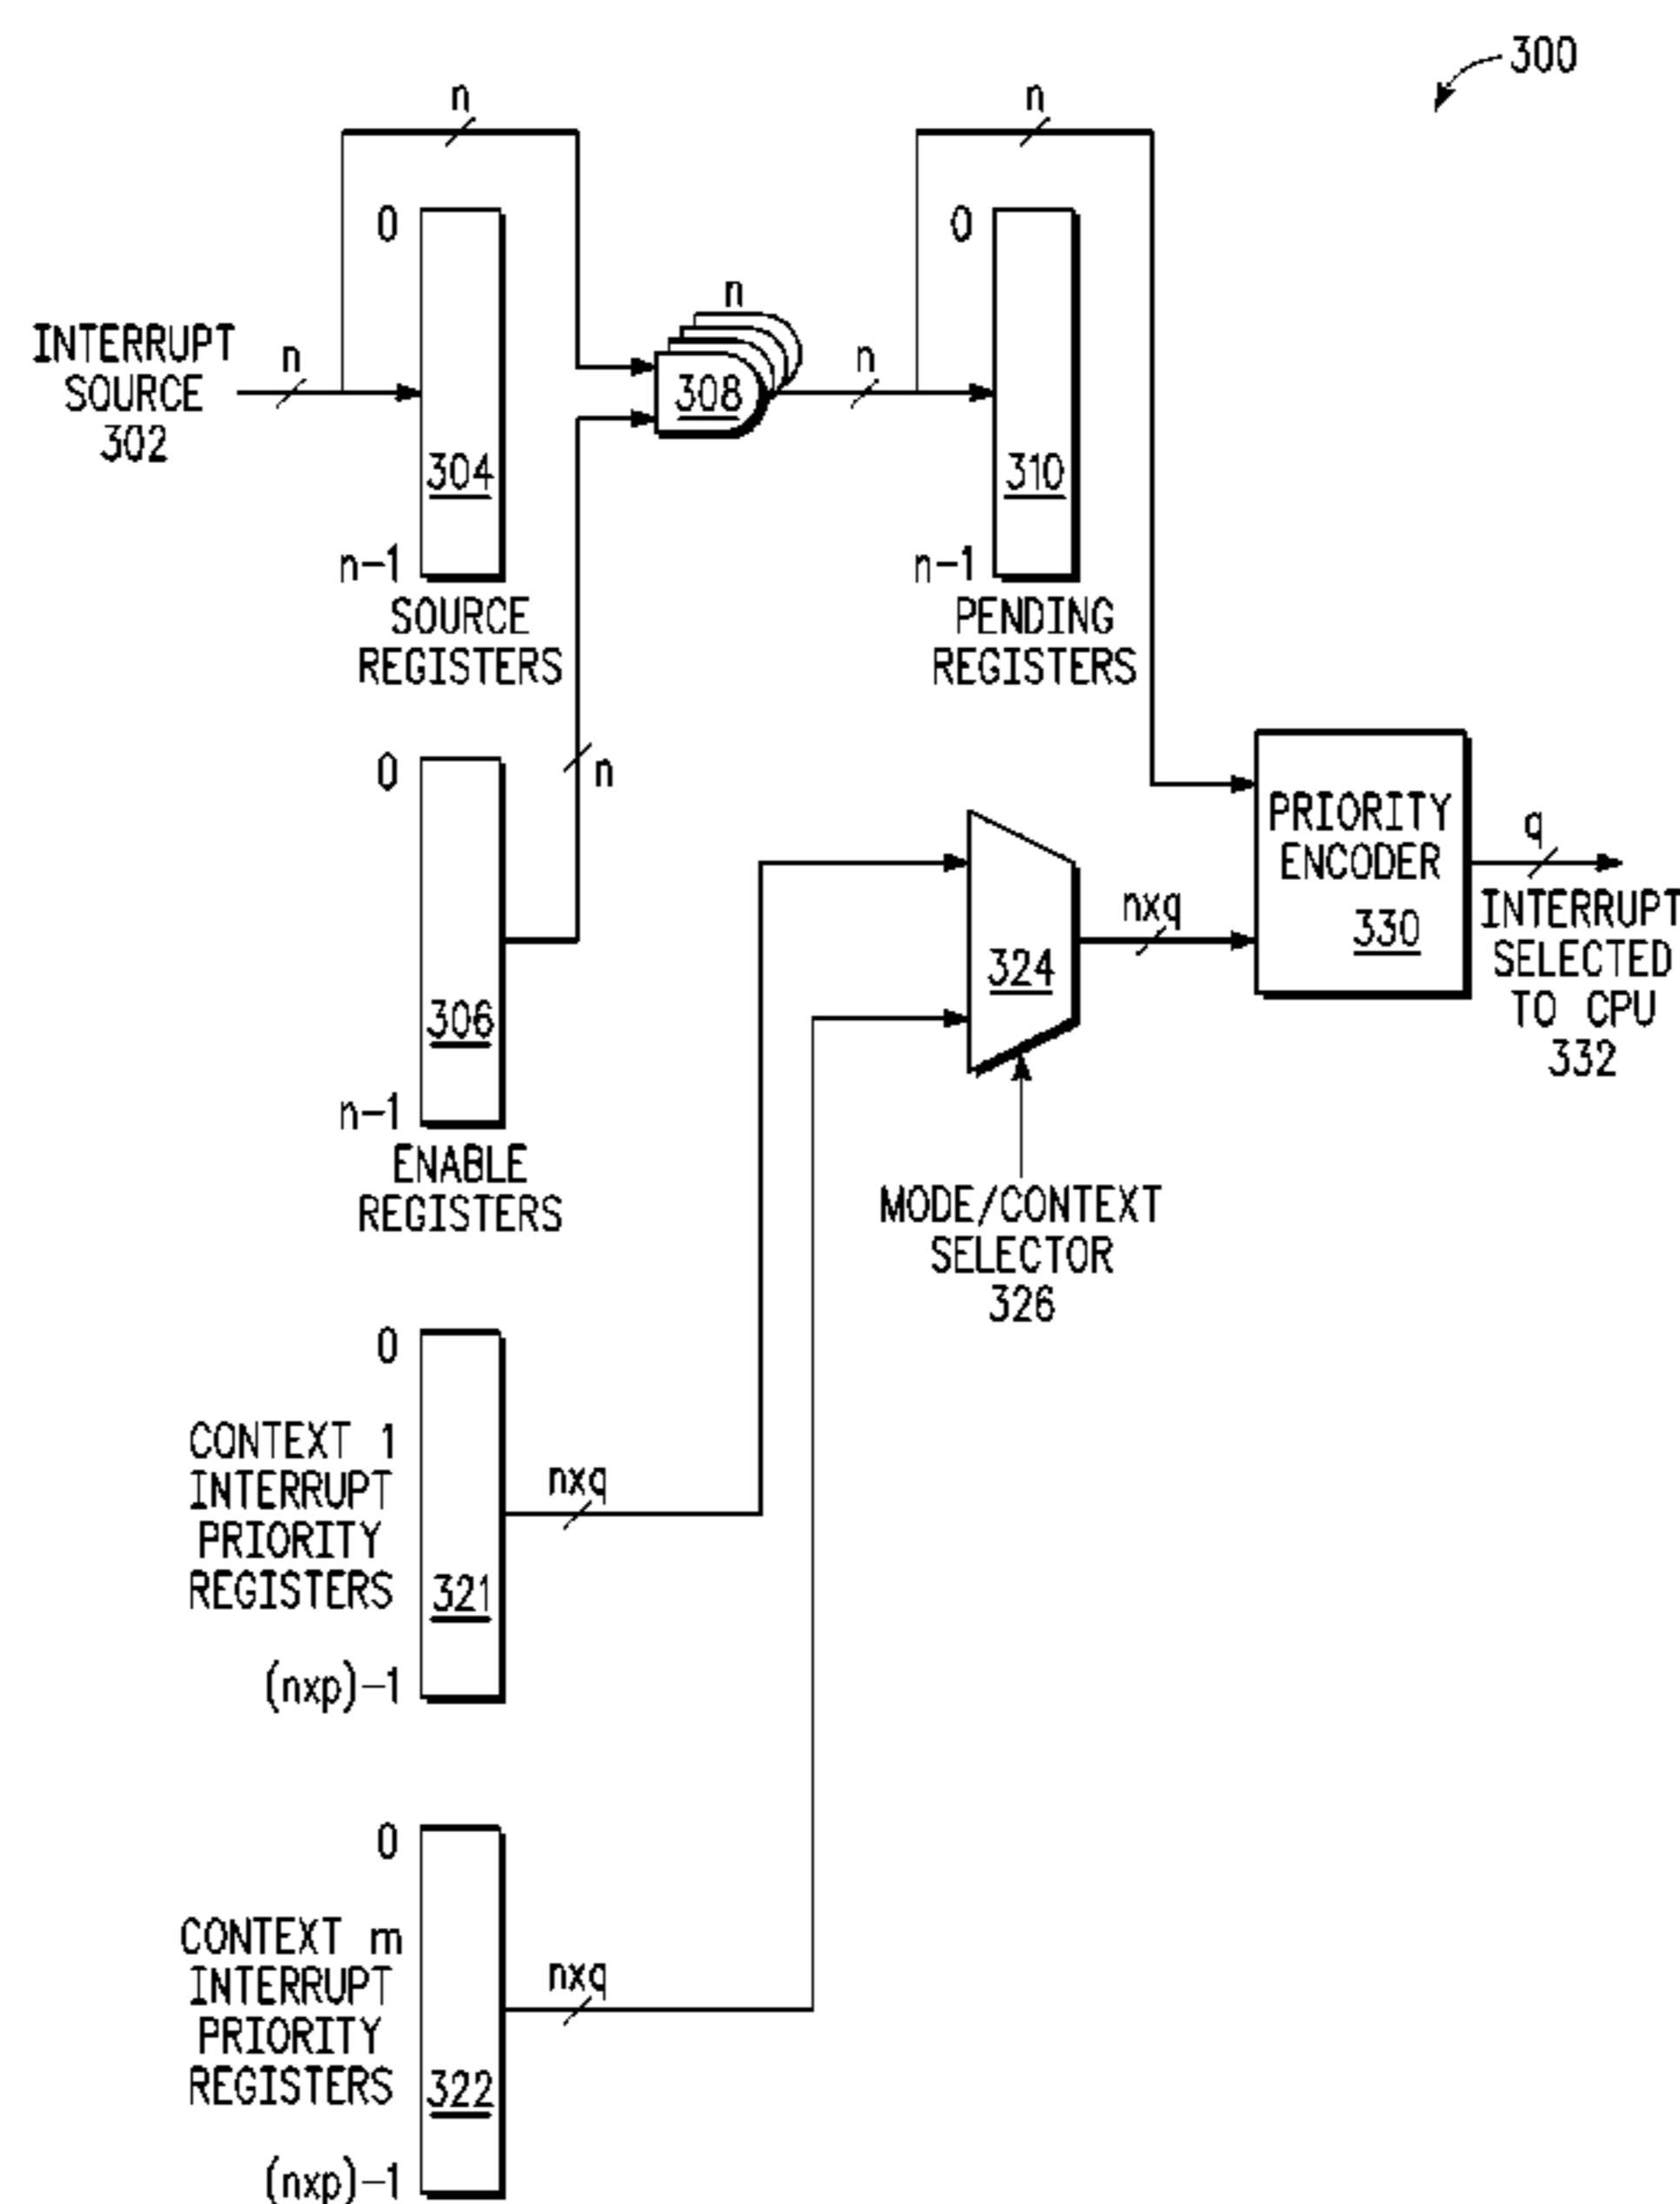 300
n
n
0
0
n
INTERRUPT
SOURCE
302
n
308
n
304
310
n-1
n-1
SOURCE
REGISTERS
PENDING
REGISTERS
0
n
306
n-1
ENABLE
REGISTERS
324
nxq
PRIORITY
ENCODER
330
q
INTERRUPT
SELECTED
TO CPU
332
MODE/CONTEXT
SELECTOR
326
0
CONTEXT 1
INTERRUPT
PRIORITY
REGISTERS
321
nxq
(nxp)-1
0
CONTEXT m
INTERRUPT
PRIORITY
REGISTERS
322
nxq
(nxp)-1